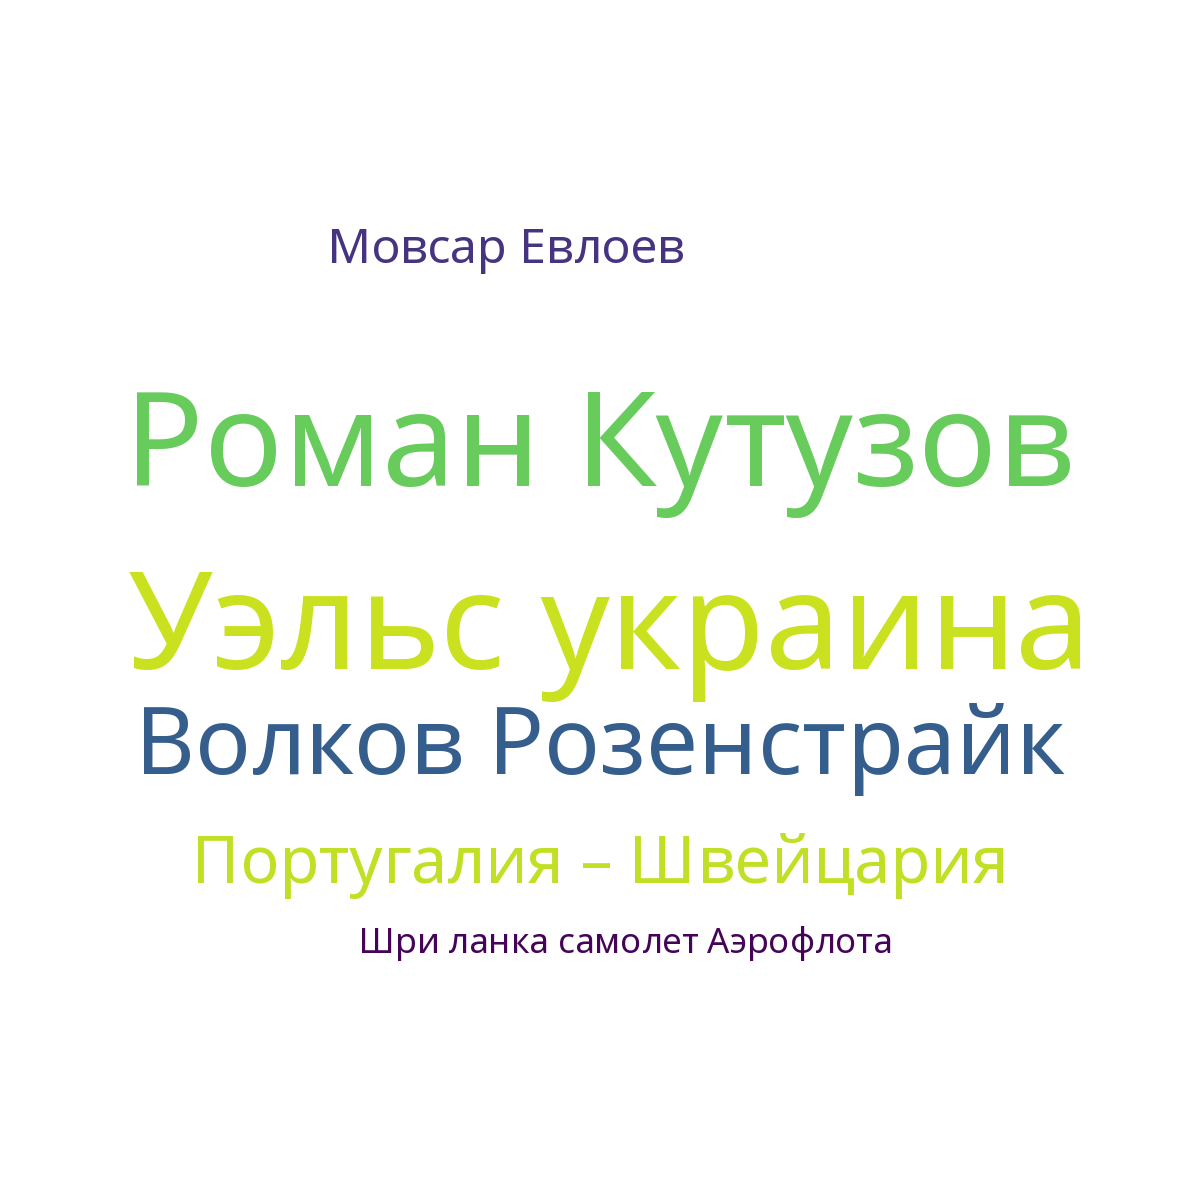 Мовсар Евлоев
Роман Кутузов
Уэльс украина
Волков Розенстрайк
Португалия – Швейцария
Шри ланка самолет Аэрофлота